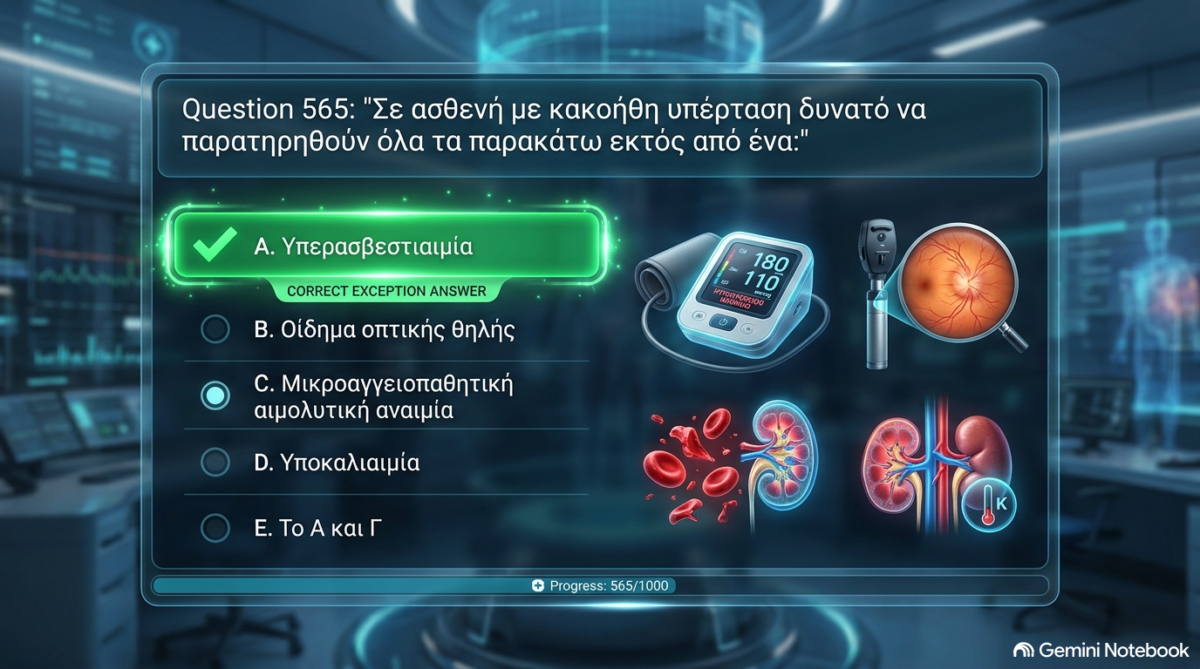 Question 565: "Σε ασθενή με κακοήθη υπέρταση δυνατό να
παρατηρηθούν όλα τα παρακάτω εκτός από ένα:"
A. Υπερασβεστιαιμία
CORRECT EXCEPTION ANSWER
B. Οίδημα οπτικής θηλής
C. Μικροαγγειοπαθητική
αιμολυτική αναιμία
D. Υποκαλιαιμία
E. Το Α και Γ
180
110
K
Progress: 565/1000
Gemini Notebook